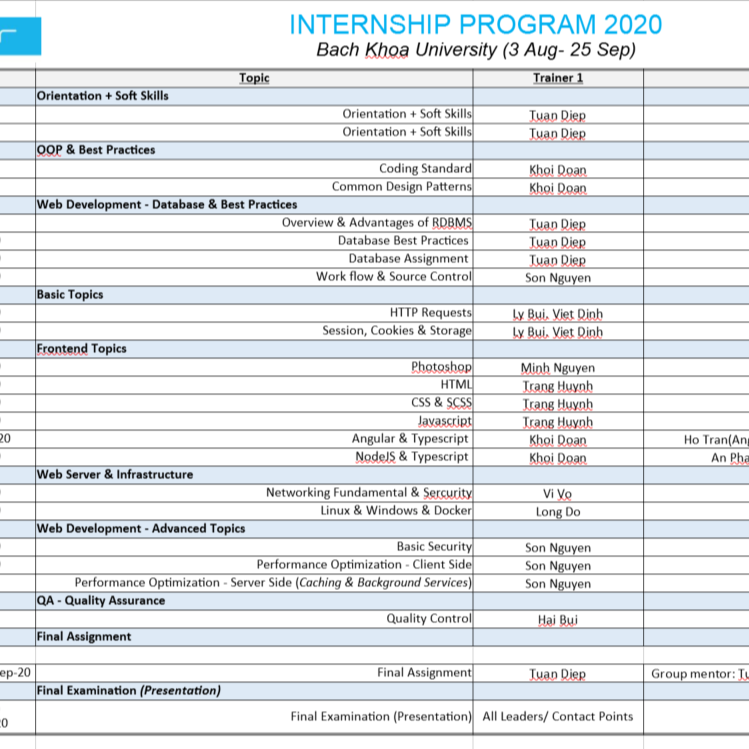 INTERNSHIP PROGRAM 2020
Bach Khoa University (3 Aug- 25 Sep)
Topic Trainer 1
Orientation + Soft Skills
Orientation + Soft Skills Tuan Diep
Orientation + Soft Skills Tuan Diep
OOP & Best Practices
Coding Standard Khoi Doan
Common Design Patterns Khoi Doan
Web Development - Database & Best Practices
Overview & Advantages of RDBMS Tuan Diep
Database Best Practices Tuan Diep
Database Assignment Tuan Diep
Work flow & Source Control Son Nguyen
Basic Topics
HTTP Requests Ly Bui, Viet Dinh
Session, Cookies & Storage Ly Bui, Viet Dinh
Frontend Topics
Photoshop Minh Nguyen
HTML Trang Huynh
CSS & SCSS Trang Huynh
Javascript Trang Huynh
20 Angular & Typescript Khoi Doan Ho Tran(Ang
NodeJS & Typescript Khoi Doan An Pha
Web Server & Infrastructure
Networking Fundamental & Sercurity Vi Vo
Linux & Windows & Docker Long Do
Web Development - Advanced Topics
Basic Security Son Nguyen
Performance Optimization - Client Side Son Nguyen
Performance Optimization - Server Side (Caching & Background Services) Son Nguyen
QA - Quality Assurance
Quality Control Hai Bui
Final Assignment
ep-20 Final Assignment Tuan Diep Group mentor: Tu
Final Examination (Presentation)
20 Final Examination (Presentation) All Leaders/ Contact Points